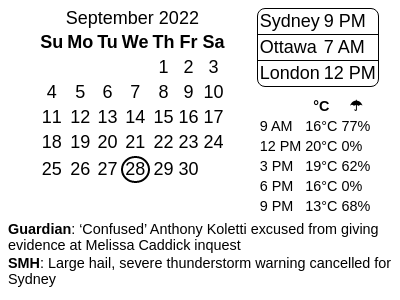 September 2022
Su Mo Tu We Th Fr Sa
1 2 3
4 5 6 7 8 9 10
11 12 13 14 15 16 17
18 19 20 21 22 23 24
25 26 27 28 29 30
Sydney 9 PM
Ottawa 7 AM
London 12 PM
°C ☂
9 AM 16°C 77%
12 PM 20°C 0%
3 PM 19°C 62%
6 PM 16°C 0%
9 PM 13°C 68%
Guardian: ‘Confused’ Anthony Koletti excused from giving
evidence at Melissa Caddick inquest
SMH: Large hail, severe thunderstorm warning cancelled for
Sydney